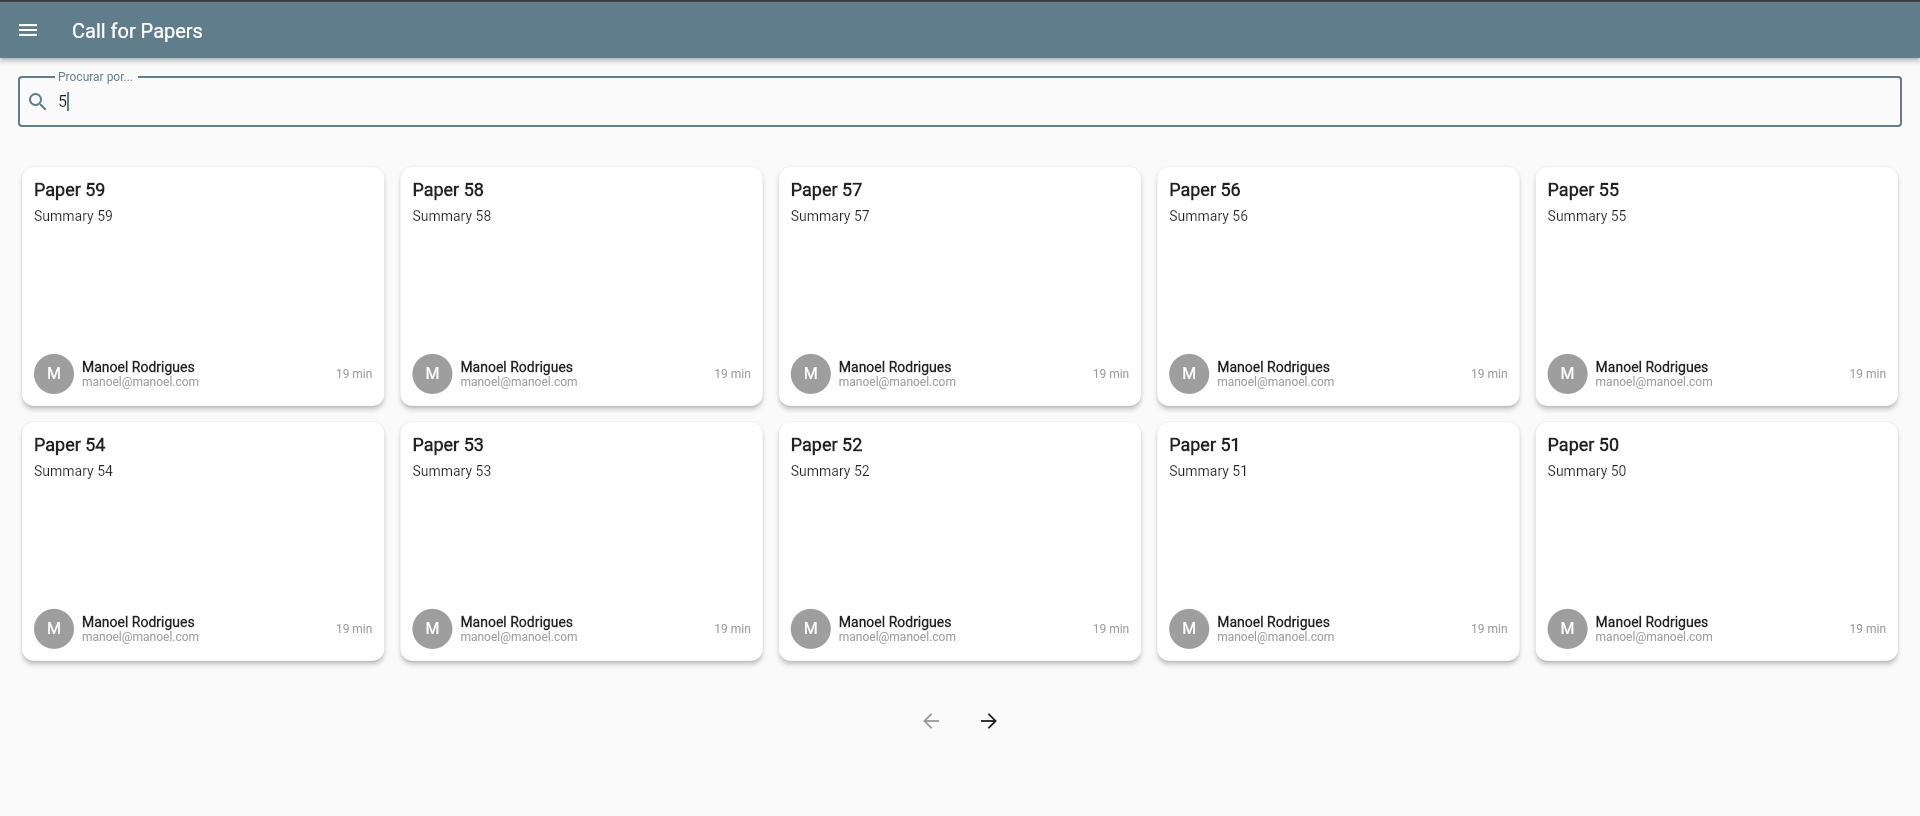 Call for Papers
Procurar por...
5
Paper 59
Summary 59
M
Manoel Rodrigues
manoel@manoel.com
19 min
Paper 58
Summary 58
M
Manoel Rodrigues
manoel@manoel.com
19 min
Paper 57
Summary 57
M
Manoel Rodrigues
manoel@manoel.com
19 min
Paper 56
Summary 56
M
Manoel Rodrigues
manoel@manoel.com
19 min
Paper 55
Summary 55
M
Manoel Rodrigues
manoel@manoel.com
19 min
Paper 54
Summary 54
M
Manoel Rodrigues
manoel@manoel.com
19 min
Paper 53
Summary 53
M
Manoel Rodrigues
manoel@manoel.com
19 min
Paper 52
Summary 52
M
Manoel Rodrigues
manoel@manoel.com
19 min
Paper 51
Summary 51
M
Manoel Rodrigues
manoel@manoel.com
19 min
Paper 50
Summary 50
M
Manoel Rodrigues
manoel@manoel.com
19 min